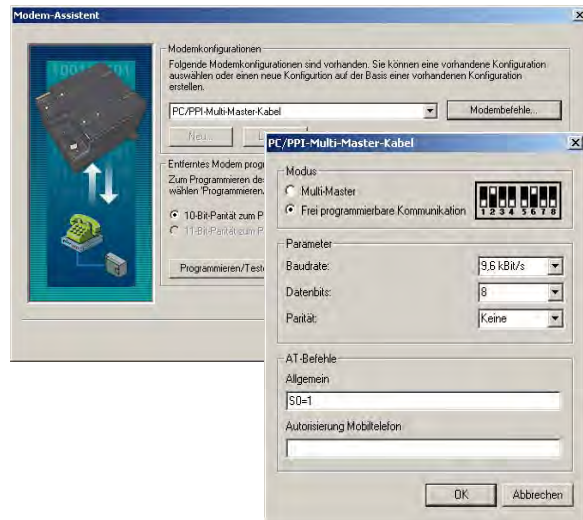 Modem-Assistent
Modemkonfigurationen
Folgende Modemkonfigurationen sind vorhanden. Sie können eine vorhandene Konfiguration
auswählen oder einen neue Konfigurtion auf der Basis einer vorhandenen Konfiguration
erstellen.
PC/PPI-Multi-Master-Kabel
Modembefehle...
Neu...
Entferntes Modem
Zum Programmieren
wählen 'Programmieren
10-Bit-Parität zum
11-Bit-Parität zum
Programmieren/Teste
PC/PPI-Multi-Master-Kabel
Modus
Multi-Master
Frei programmierbare Kommunikation
1 2 3 4 5 6 7 8
Parameter
Baudrate:
9,6 kBit/s
Datenbits:
8
Parität:
Keine
AT-Befehle
Allgemein
S0=1
Autorisierung Mobiltelefon
OK
Abbrechen